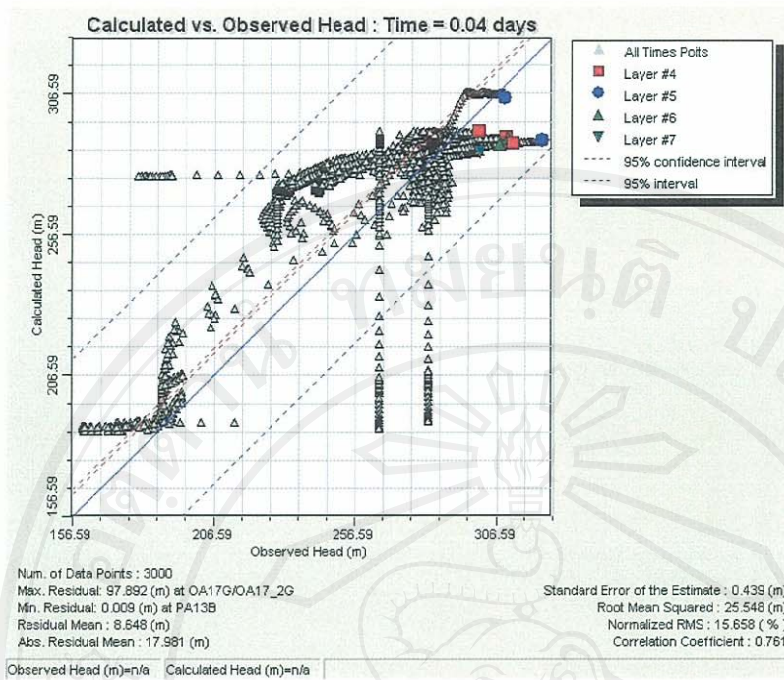 Calculated vs. Observed Head : Time = 0.04 days
306.59
256.59
206.59
156.59
Calculated Head (m)
156.59
206.59
256.59
306.59
Observed Head (m)
All Times Potts
Layer #4
Layer #5
Layer #6
Layer #7
95% confidence interval
95% interval
Num. of Data Points : 3000
Max. Residual: 97.892 (m) at OA17G/OA17_2G
Min. Residual: 0.009 (m) at PA13B
Residual Mean : 8.648 (m)
Abs. Residual Mean : 17.981 (m)
Standard Error of the Estimate : 0.439 (m)
Root Mean Squared : 25.548 (m)
Normalized RMS : 15.658 ( % )
Correlation Coefficient : 0.761
Observed Head (m)=n/a
Calculated Head (m)=n/a